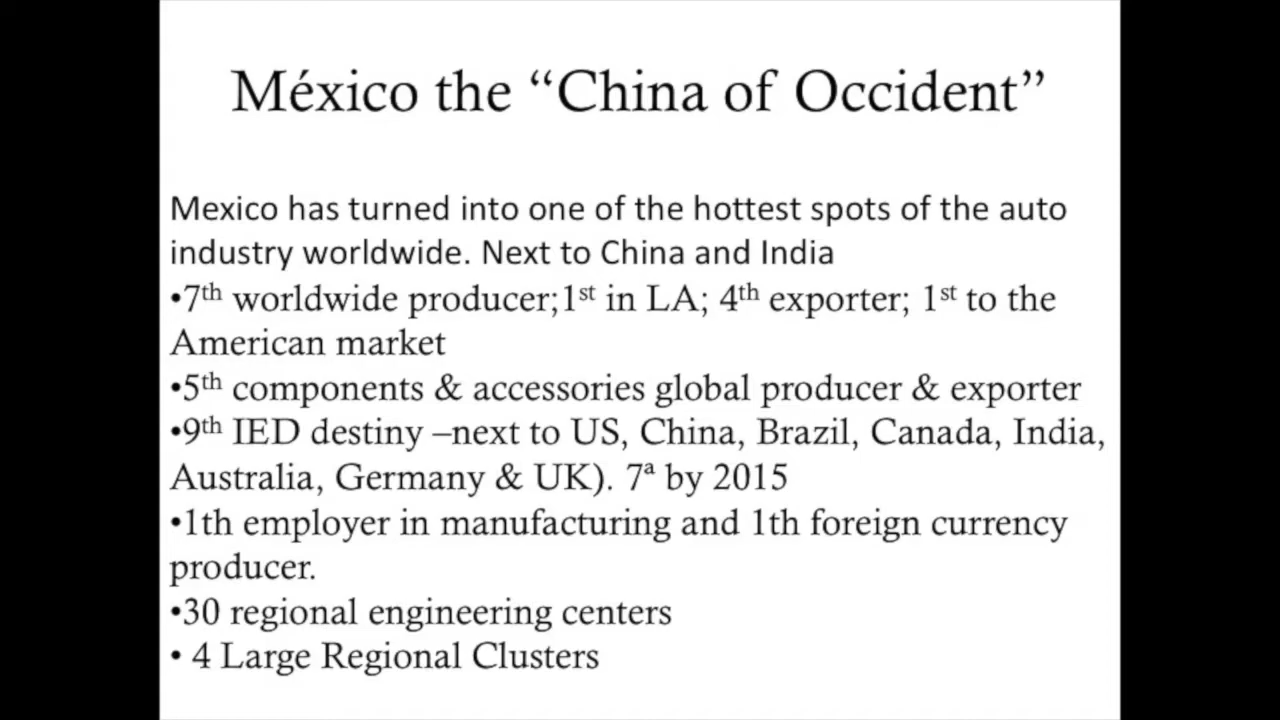 México the “China of Occident”
Mexico has turned into one of the hottest spots of the auto
industry worldwide. Next to China and India
•7th worldwide producer;1st in LA; 4th exporter; 1st to the
American market
•5th components & accessories global producer & exporter
•9th IED destiny –next to US, China, Brazil, Canada, India,
Australia, Germany & UK). 7ª by 2015
•1th employer in manufacturing and 1th foreign currency
producer.
•30 regional engineering centers
• 4 Large Regional Clusters